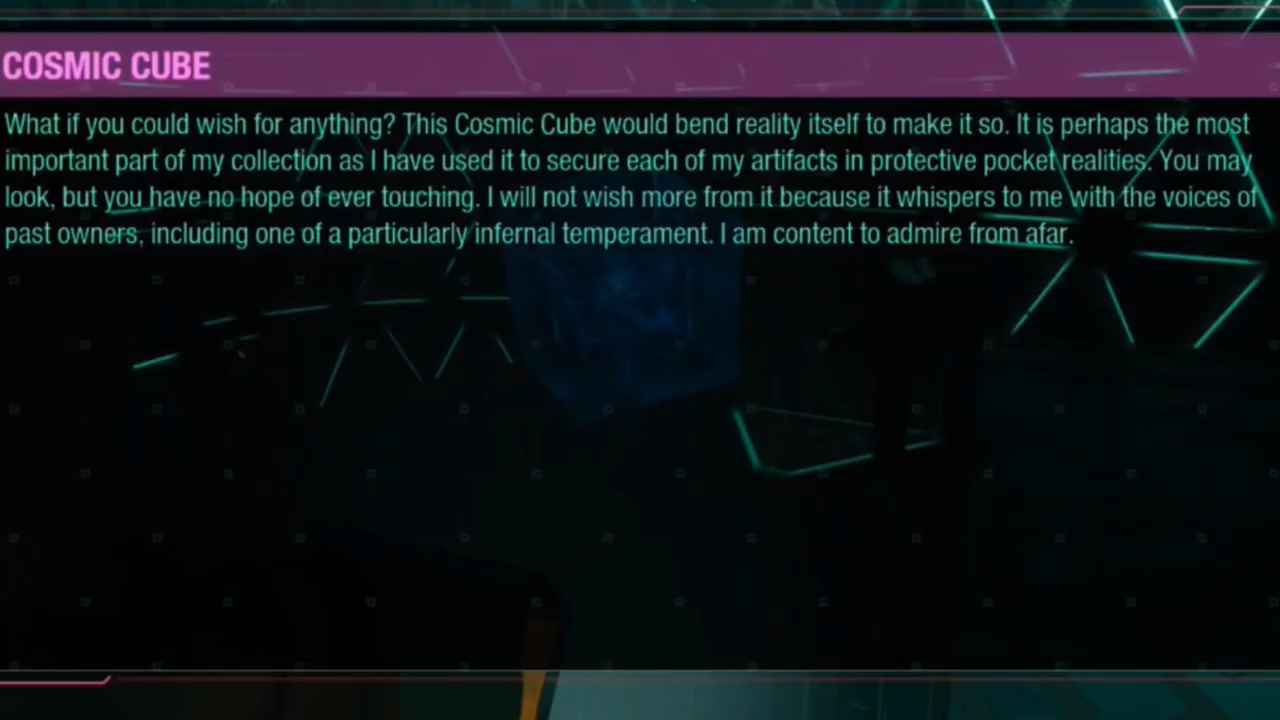 COSMIC CUBE
What if you could wish for anything? This Cosmic Cube would bend reality itself to make it so. It is perhaps the most
important part of my collection as I have used it to secure each of my artifacts in protective pocket realities. You may
look, but you have no hope of ever touching. I will not wish more from it because it whispers to me with the voices of
past owners, including one of a particularly infernal temperament. I am content to admire from afar.